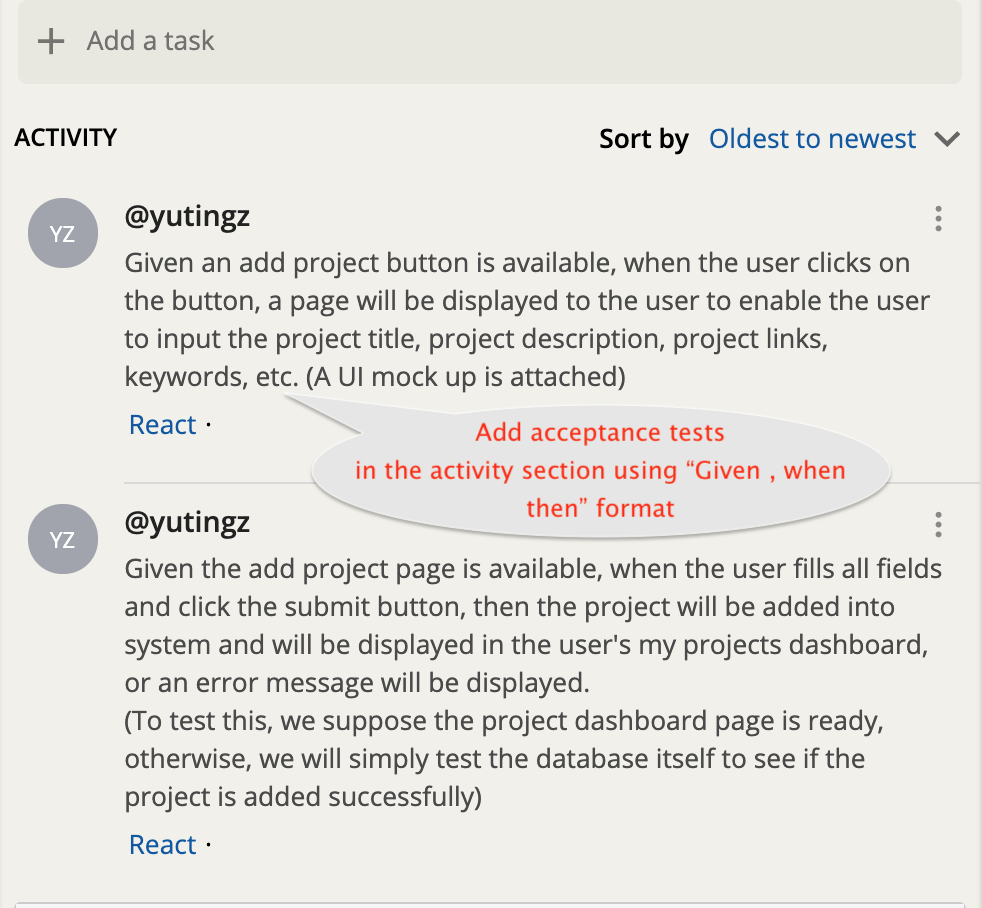 + Add a task
ACTIVITY
Sort by Oldest to newest
YZ
@yutingz
Given an add project button is available, when the user clicks on
the button, a page will be displayed to the user to enable the user
to input the project title, project description, project links,
keywords, etc. (A UI mock up is attached)
React ·
Add acceptance tests
in the activity section using “Given , when
then” format
YZ
@yutingz
Given the add project page is available, when the user fills all fields
and click the submit button, then the project will be added into
system and will be displayed in the user's my projects dashboard,
or an error message will be displayed.
(To test this, we suppose the project dashboard page is ready,
otherwise, we will simply test the database itself to see if the
project is added successfully)
React ·